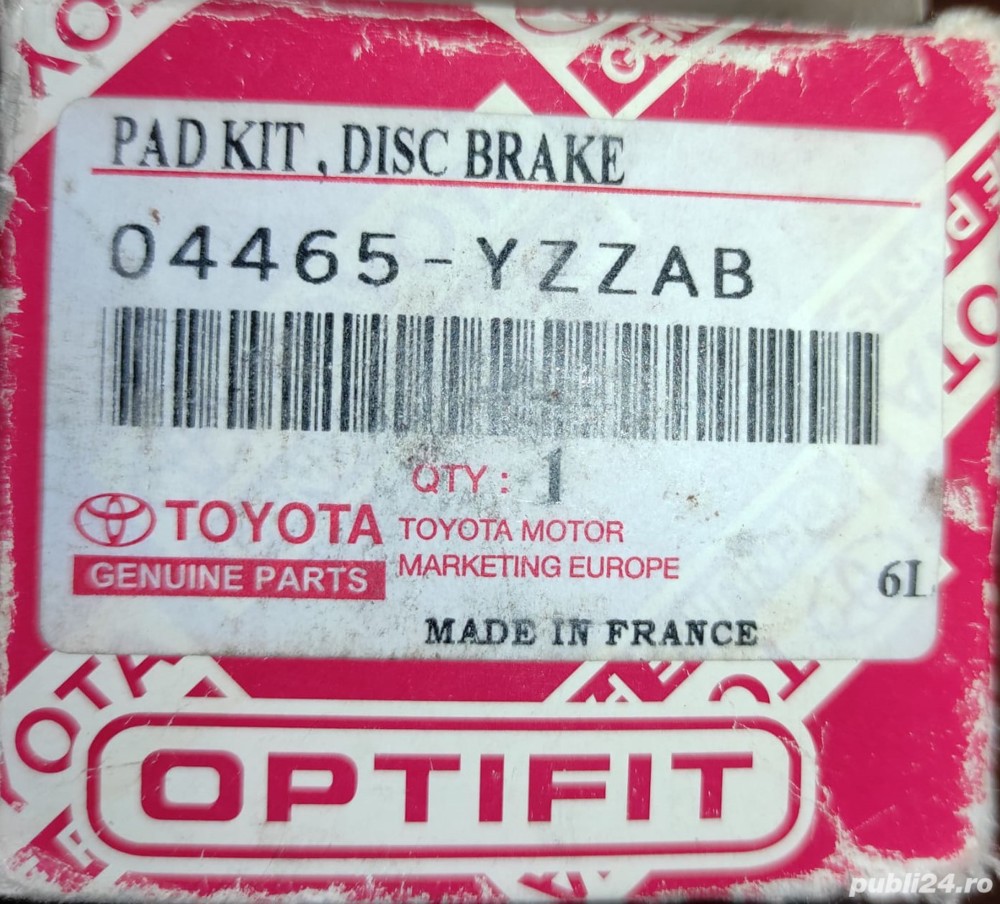 PAD KIT , DISC BRAKE
04465-YZZAB
QTY : 1
TOYOTA
GENUINE PARTS
TOYOTA MOTOR
MARKETING EUROPE
6L
MADE IN FRANCE
OPTIFIT
publi24.ro